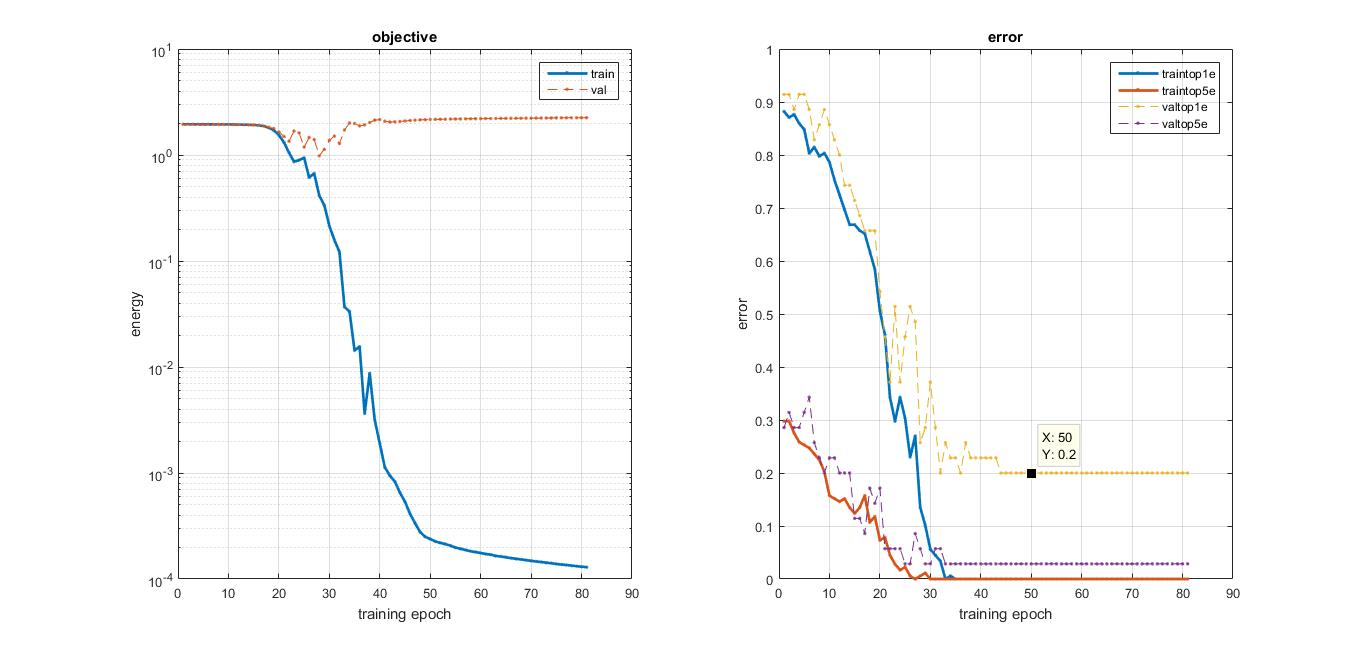 objective
10^1
10^0
10^-1
10^-2
10^-3
10^-4
energy
0 10 20 30 40 50 60 70 80 90
training epoch
train
val
error
1
0.9
0.8
0.7
0.6
0.5
0.4
0.3
0.2
0.1
0
error
0 10 20 30 40 50 60 70 80 90
training epoch
traintop1e
traintop5e
valtop1e
valtop5e
X: 50
Y: 0.2